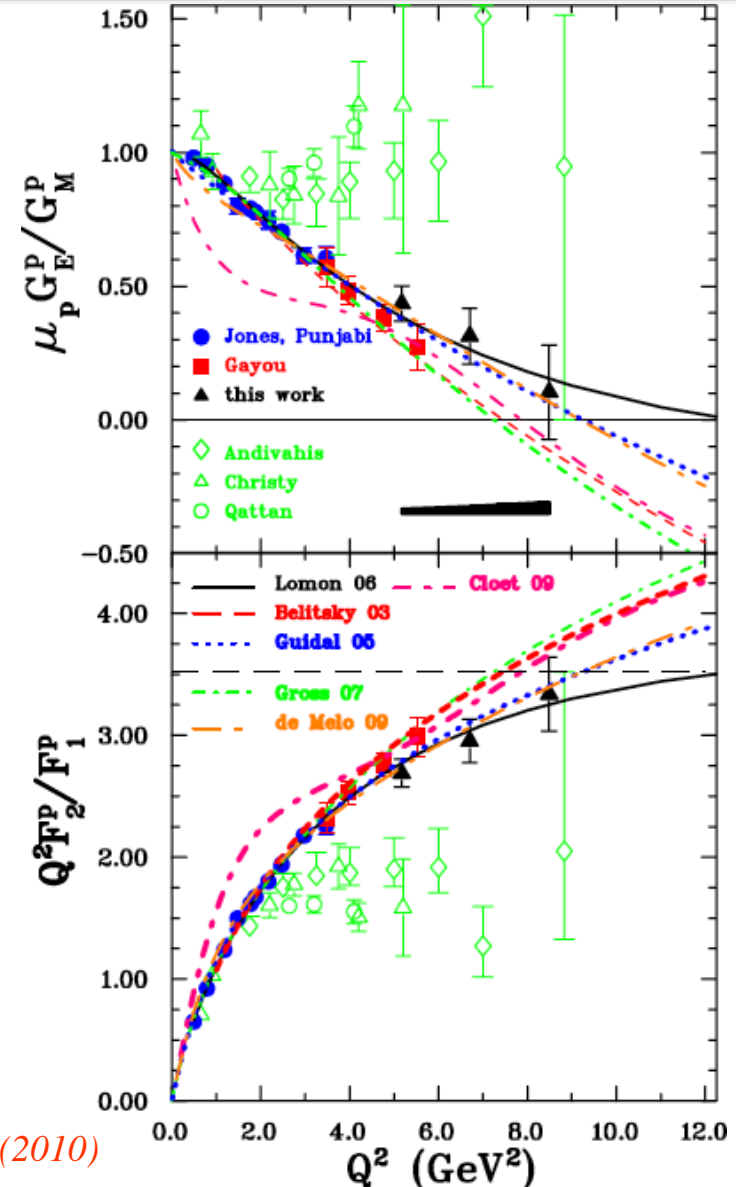 1.50
1.00
0.50
0.00
−0.50
μ_p G_E^p/G_M^p
Jones, Punjabi
Gayou
this work
Andivahis
Christy
Qattan
Lomon 06
Cloet 09
Belitsky 03
Guidal 05
Gross 07
de Melo 09
4.00
3.00
2.00
1.00
0.00
Q²F₂^p/F₁^p
(2010)
0.0 2.0 4.0 6.0 8.0 10.0 12.0
Q² (GeV²)